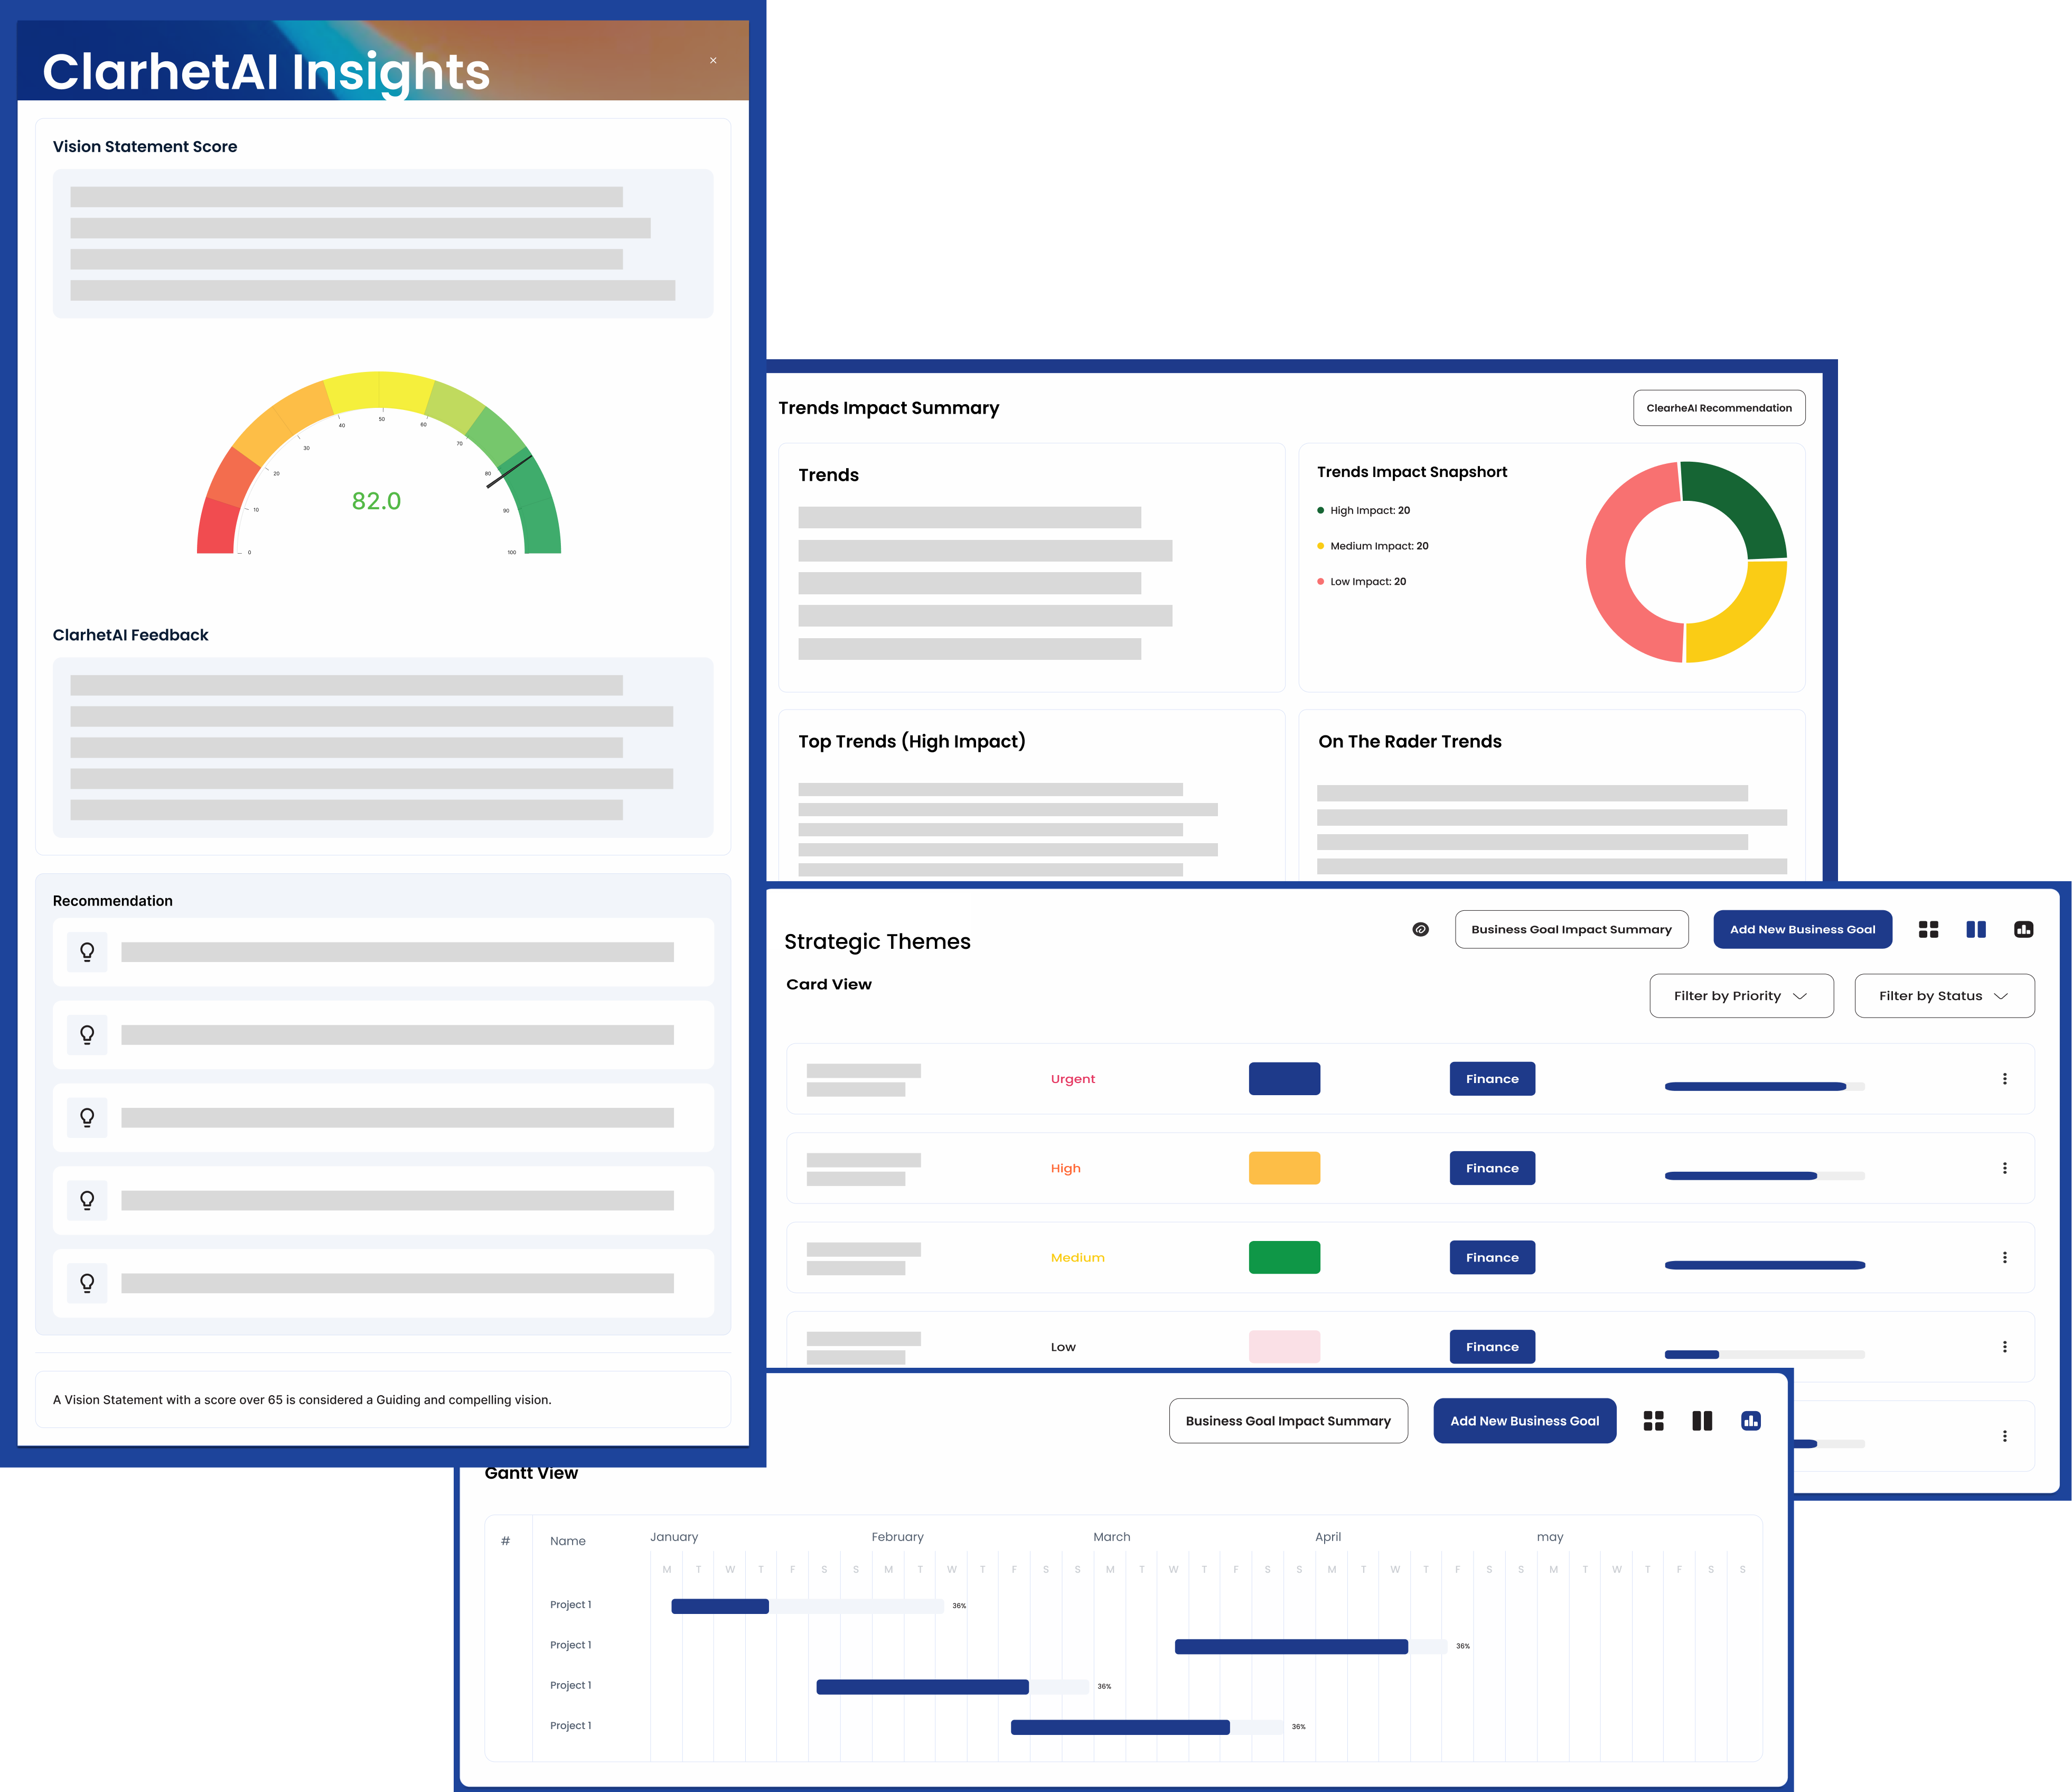 ClarhetAI Insights
×
Vision Statement Score
0
10
20
30
40
50
60
70
80
90
100
82.0
ClarhetAI Feedback
Recommendation
A Vision Statement with a score over 65 is considered a Guiding and compelling vision.
Trends Impact Summary
ClearheAI Recommendation
Trends
Trends Impact Snapshort
High Impact: 20
Medium Impact: 20
Low Impact: 20
Top Trends (High Impact)
On The Rader Trends
Strategic Themes
Business Goal Impact Summary
Add New Business Goal
Card View
Filter by Priority
Filter by Status
Urgent
Finance
High
Finance
Medium
Finance
Low
Finance
Business Goal Impact Summary
Add New Business Goal
Gantt View
# Name January February March April may
M T W T F S S M T W T F S S M T W T F S S M T W T F S S M T W T F S S
Project 1 36%
Project 1 36%
Project 1 36%
Project 1 36%